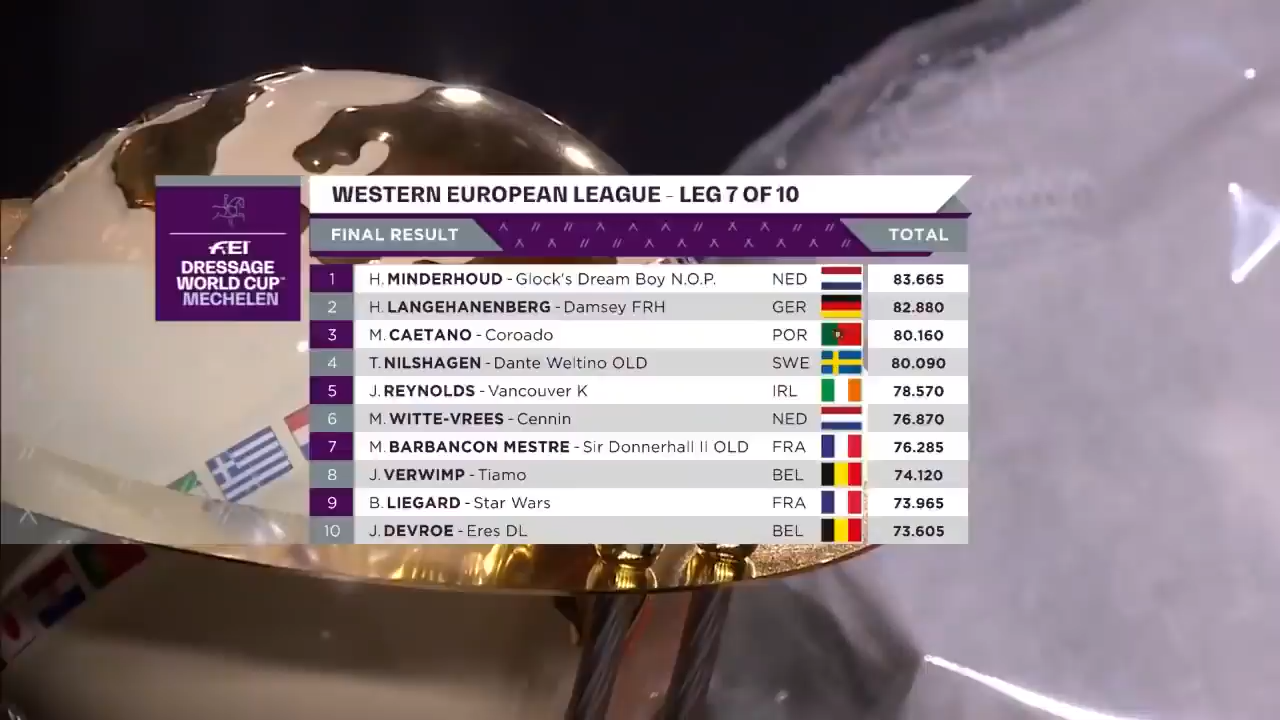 WESTERN EUROPEAN LEAGUE - LEG 7 OF 10
FINAL RESULT TOTAL
FEI
DRESSAGE
WORLD CUP™
MECHELEN
1 H. MINDERHOUD - Glock's Dream Boy N.O.P. NED 83.665
2 H. LANGEHANENBERG - Damsey FRH GER 82.880
3 M. CAETANO - Coroado POR 80.160
4 T. NILSHAGEN - Dante Weltino OLD SWE 80.090
5 J. REYNOLDS - Vancouver K IRL 78.570
6 M. WITTE-VREES - Cennin NED 76.870
7 M. BARBANCON MESTRE - Sir Donnerhall II OLD FRA 76.285
8 J. VERWIMP - Tiamo BEL 74.120
9 B. LIEGARD - Star Wars FRA 73.965
10 J. DEVROE - Eres DL BEL 73.605